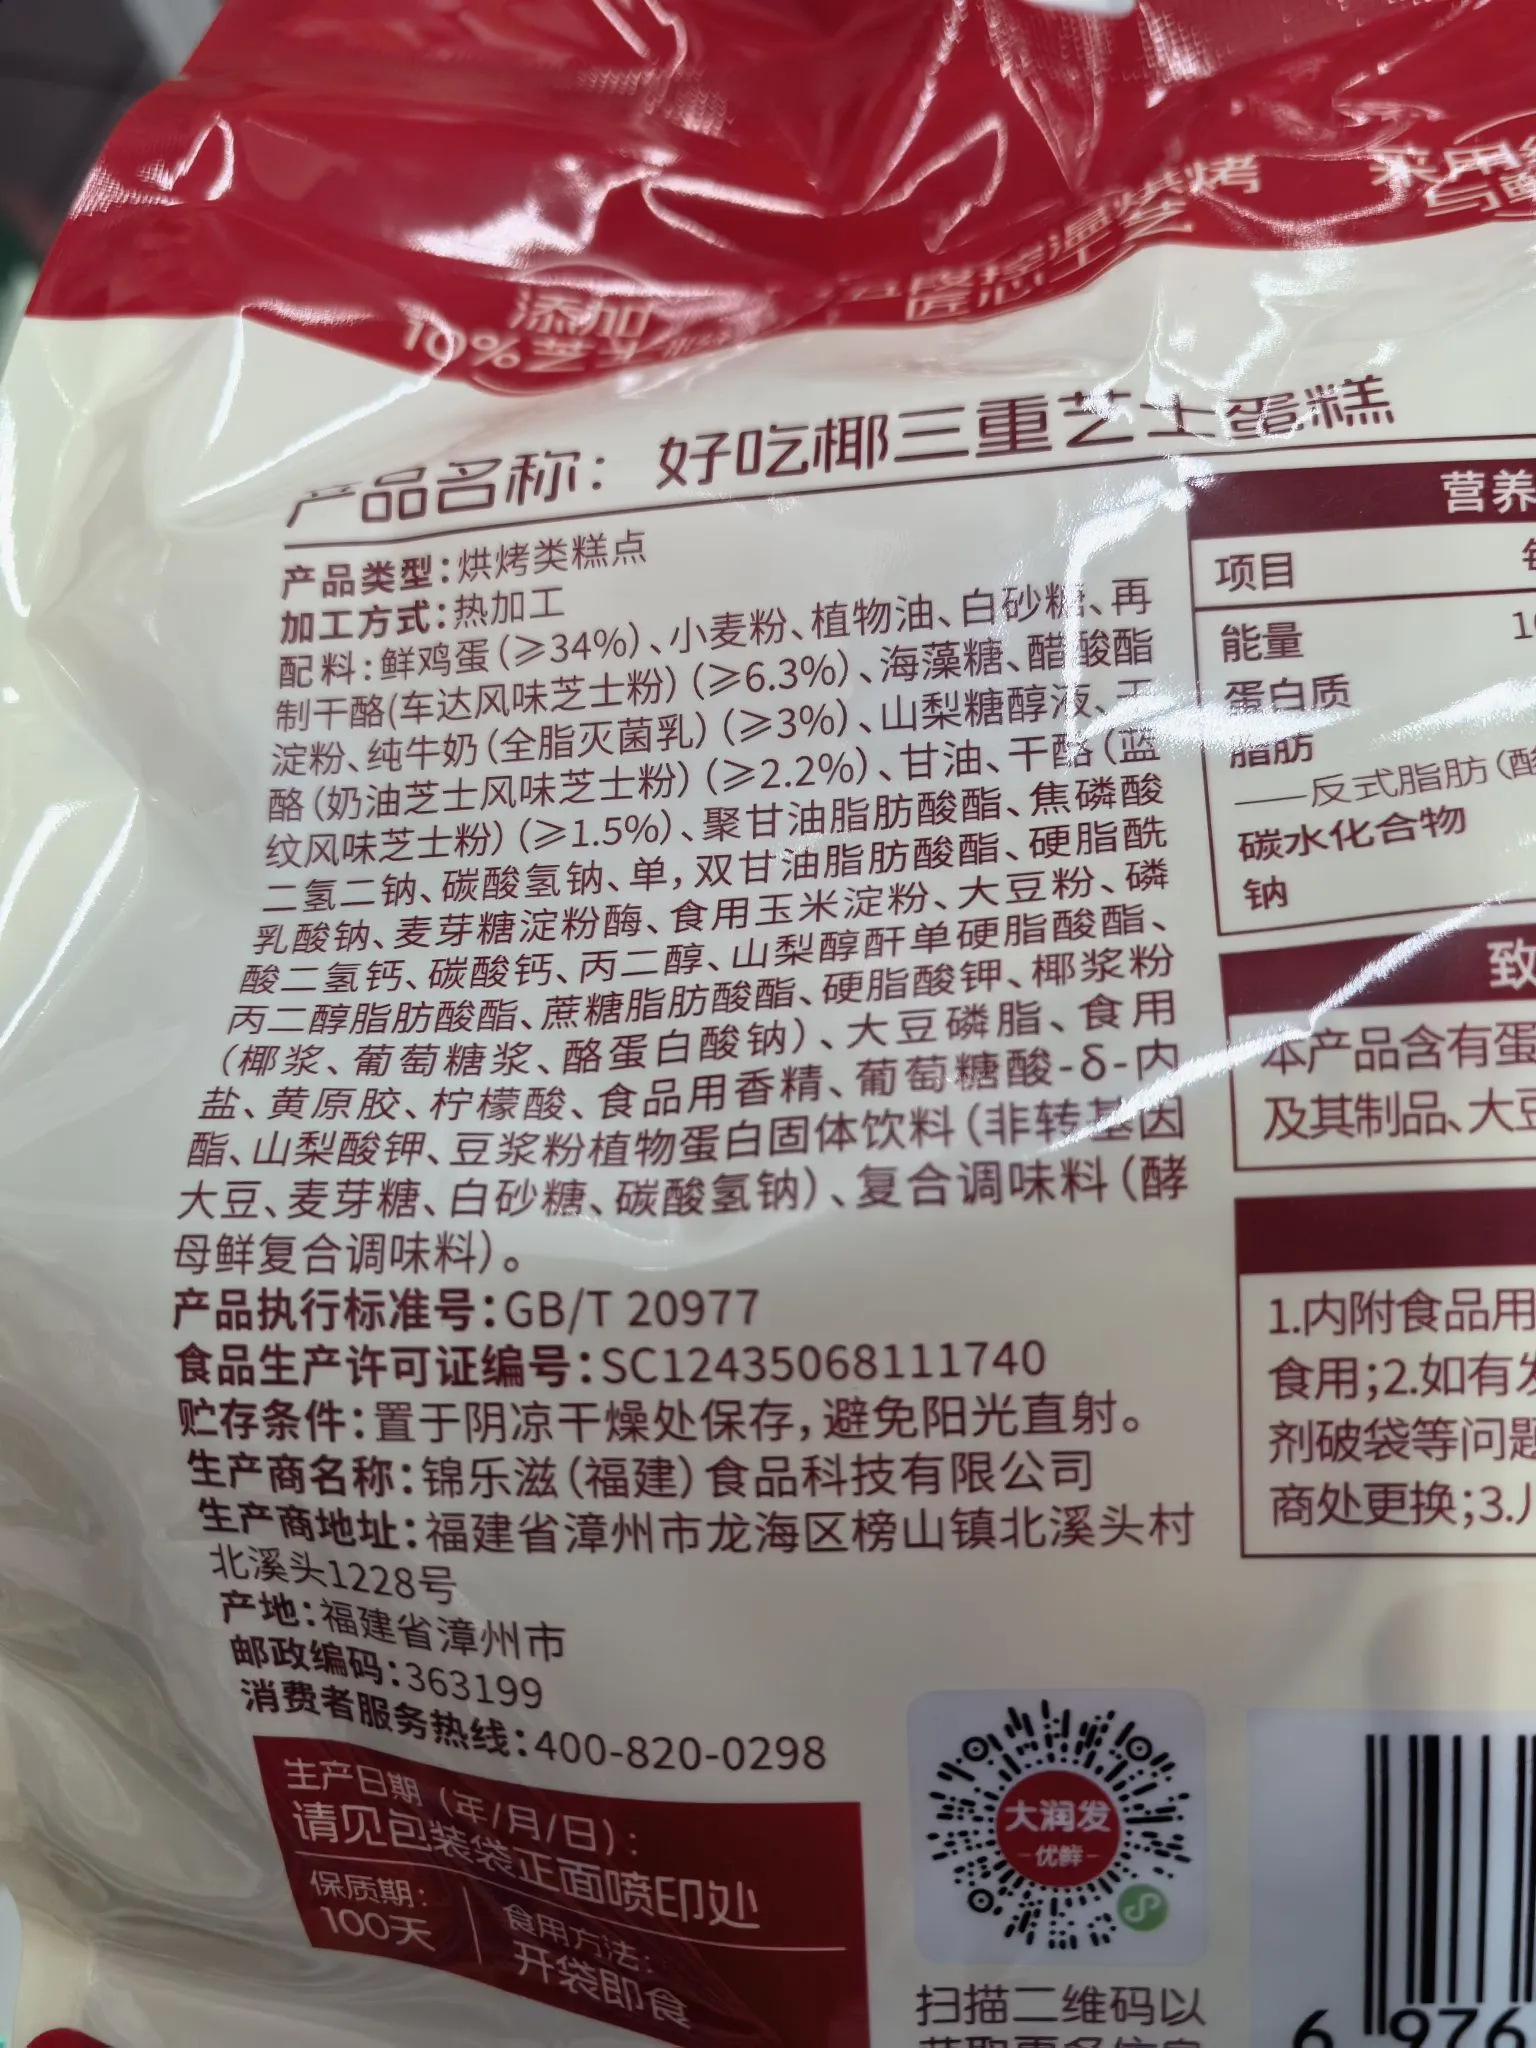 添加
10%芝士
控温烘烤
匠心工艺
采用
产品名称：好吃椰三重芝士蛋糕
产品类型：烘烤类糕点
加工方式：热加工
配料：鲜鸡蛋（≥34%）、小麦粉、植物油、白砂糖、再
制干酪(车达风味芝士粉)（≥6.3%）、海藻糖、醋酸酯
淀粉、纯牛奶（全脂灭菌乳）（≥3%）、山梨糖醇液、干
酪（奶油芝士风味芝士粉）（≥2.2%）、甘油、干酪（蓝
纹风味芝士粉）（≥1.5%）、聚甘油脂肪酸酯、焦磷酸
二氢二钠、碳酸氢钠、单，双甘油脂肪酸酯、硬脂酰
乳酸钠、麦芽糖淀粉酶、食用玉米淀粉、大豆粉、磷
酸二氢钙、碳酸钙、丙二醇、山梨醇酐单硬脂酸酯、
丙二醇脂肪酸酯、蔗糖脂肪酸酯、硬脂酸钾、椰浆粉
（椰浆、葡萄糖浆、酪蛋白酸钠）、大豆磷脂、食用
盐、黄原胶、柠檬酸、食品用香精、葡萄糖酸-δ-内
酯、山梨酸钾、豆浆粉植物蛋白固体饮料（非转基因
大豆、麦芽糖、白砂糖、碳酸氢钠）、复合调味料（酵
母鲜复合调味料）。
产品执行标准号：GB/T 20977
食品生产许可证编号：SC12435068111740
贮存条件：置于阴凉干燥处保存，避免阳光直射。
生产商名称：锦乐滋（福建）食品科技有限公司
生产商地址：福建省漳州市龙海区榜山镇北溪头村
北溪头1228号
产地：福建省漳州市
邮政编码：363199
消费者服务热线：400-820-0298
生产日期（年/月/日）：
请见包装袋正面喷印处
保质期：
100天
食用方法：
开袋即食
营养
项目
能量
蛋白质
脂肪
——反式脂肪（酸
碳水化合物
钠
致
本产品含有蛋
及其制品、大豆
1.内附食品用
食用；2.如有发
剂破袋等问题
商处更换；3.
大润发
-优鲜-
扫描二维码以
6 976